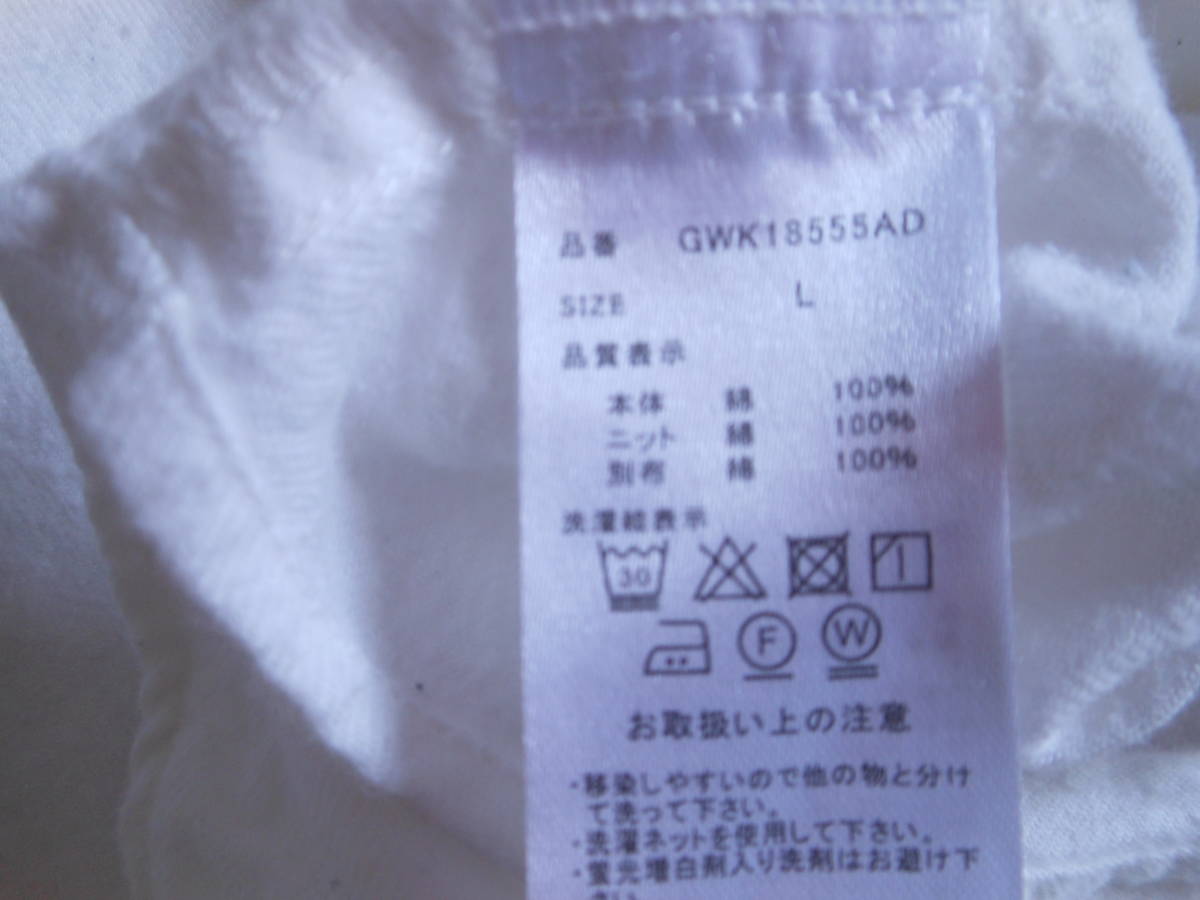 品番 GWK18555AD
SIZE L
品質表示
本体 綿 100%
ニット 綿 100%
別布 綿 100%
洗濯絵表示
30
F W
お取扱い上の注意
・移染しやすいので他の物と分け
て洗って下さい。
・洗濯ネットを使用して下さい。
・蛍光増白剤入り洗剤はお避け下
さい